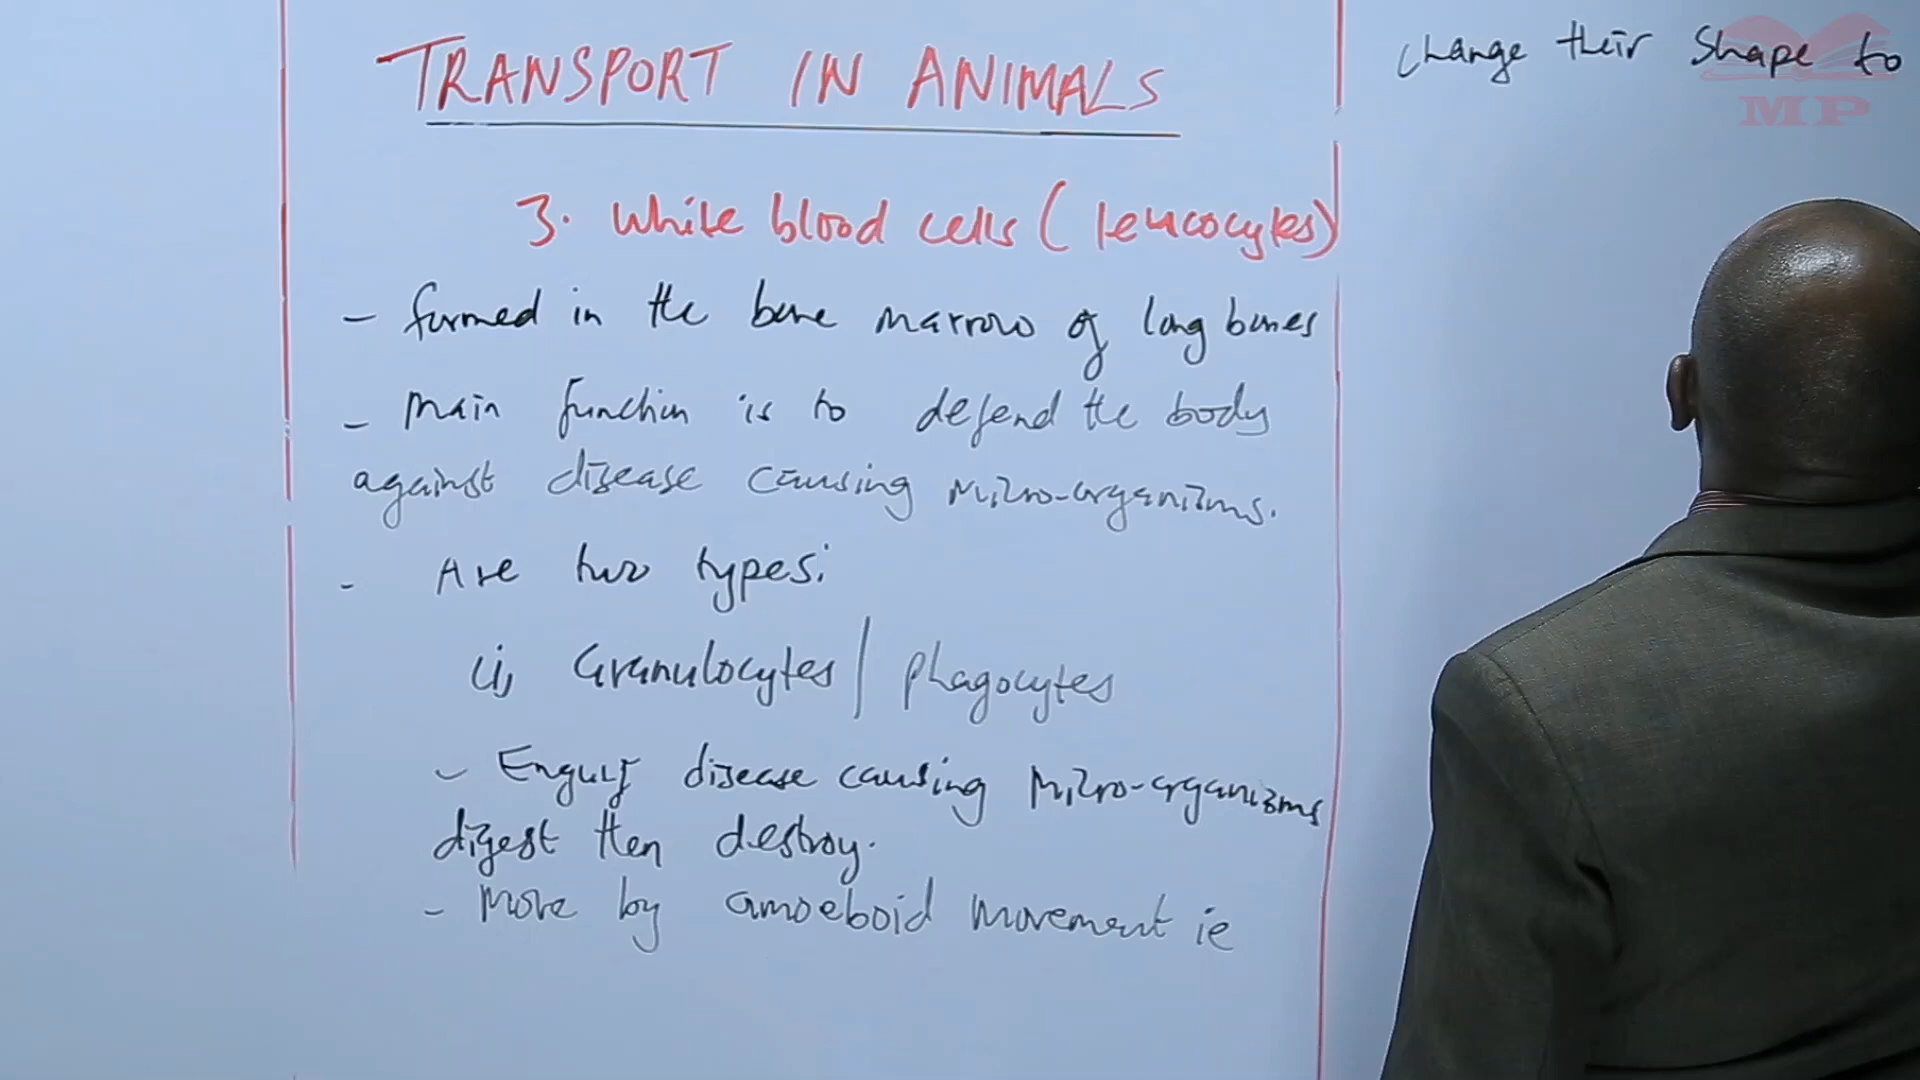 TRANSPORT IN ANIMALS
3. White blood cells (leucocytes)
- formed in the bone marrow of long bones
- Main function is to defend the body
against disease causing micro-organisms.
- Are two types:
(i) Granulocytes / phagocytes
- Engulf disease causing micro-organisms
digest then destroy.
- Move by amoeboid movement ie
change their shape to
MP